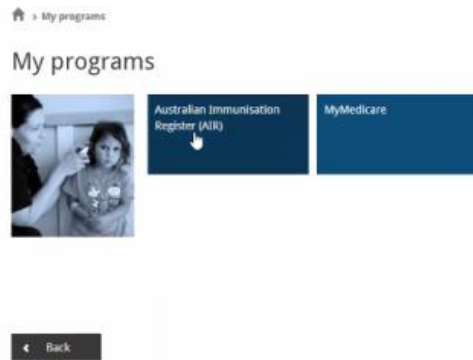 > My programs
My programs
Australian Immunisation
Register (AIR)
MyMedicare
Back